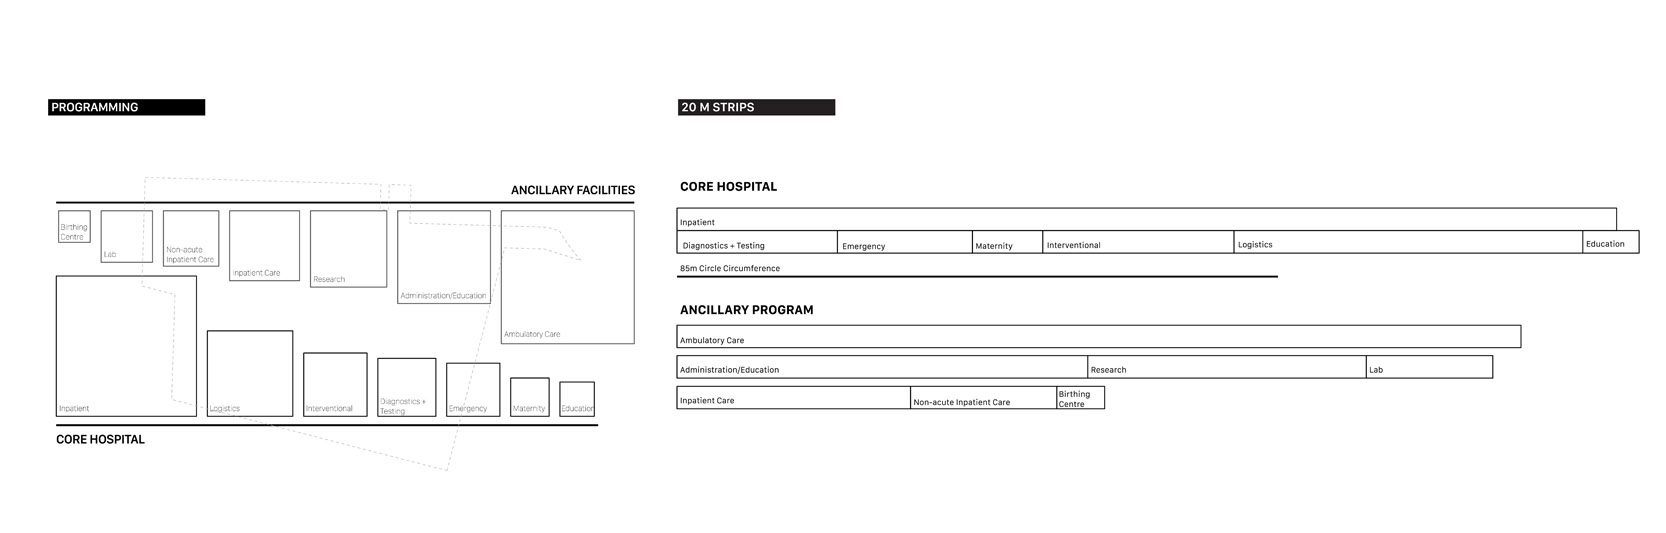 PROGRAMMING
ANCILLARY FACILITIES
Birthing
Centre
Lab
Non-acute
Inpatient Care
Inpatient Care
Research
Administration/Education
Ambulatory Care
Inpatient
Logistics
Interventional
Diagnostics +
Testing
Emergency
Maternity
Education
CORE HOSPITAL
20 M STRIPS
CORE HOSPITAL
Inpatient
Diagnostics + Testing
Emergency
Maternity
Interventional
Logistics
Education
85m Circle Circumference
ANCILLARY PROGRAM
Ambulatory Care
Administration/Education
Research
Lab
Inpatient Care
Non-acute Inpatient Care
Birthing
Centre